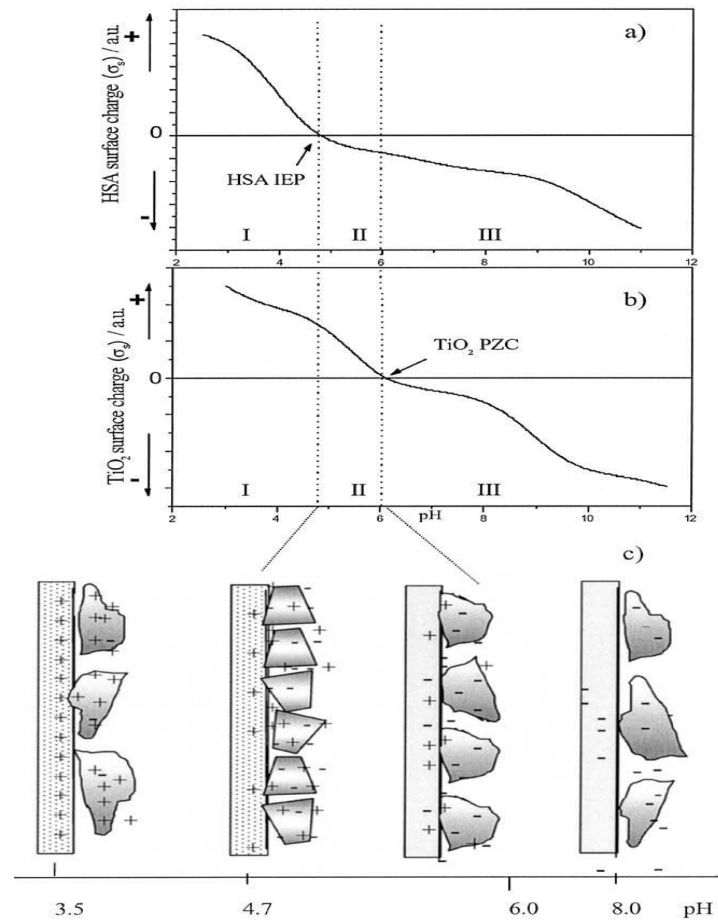 HSA surface charge (σs) / a.u.
+
0
-
a)
HSA IEP
I II III
2 4 6 8 10 12
TiO2 surface charge (σs) / a.u.
+
0
-
b)
TiO2 PZC
I II III
2 4 6 8 10 12
pH
c)
3.5 4.7 6.0 8.0 pH